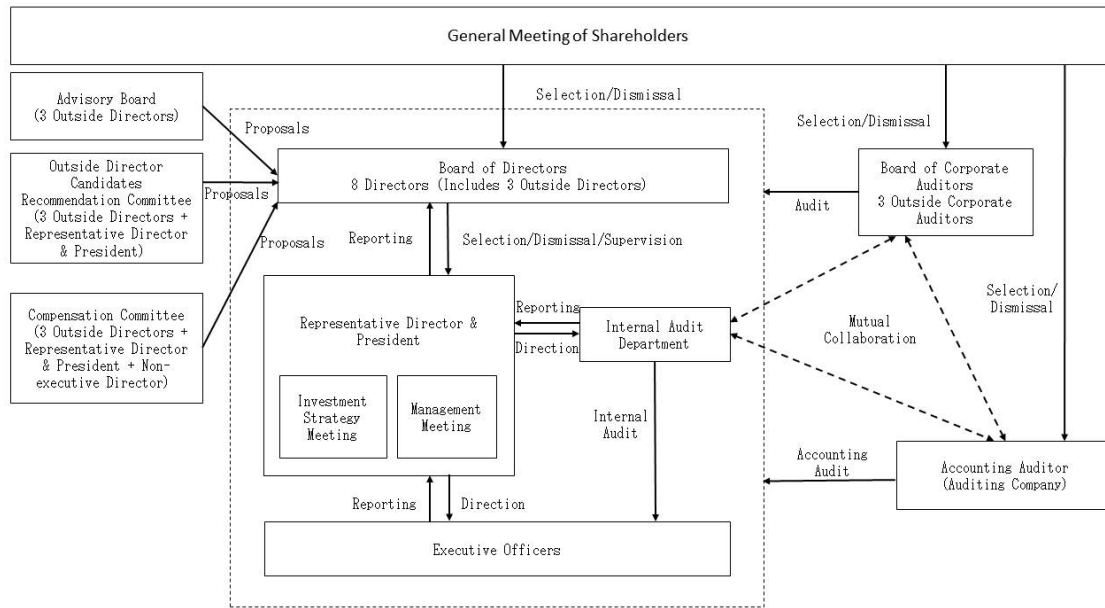 General Meeting of Shareholders
Advisory Board
(3 Outside Directors)
Selection/Dismissal
Selection/Dismissal
Proposals
Outside Director
Candidates
Recommendation Committee
(3 Outside Directors +
Representative Director
& President)
Proposals
Board of Directors
8 Directors (Includes 3 Outside Directors)
Audit
Board of Corporate
Auditors
3 Outside Corporate
Auditors
Proposals
Reporting
Selection/Dismissal/Supervision
Selection/
Dismissal
Compensation Committee
(3 Outside Directors +
Representative Director
& President + Non-
executive Director)
Representative Director &
President
Reporting
Direction
Internal Audit
Department
Mutual
Collaboration
Investment
Strategy
Meeting
Management
Meeting
Internal
Audit
Accounting
Audit
Accounting Auditor
(Auditing Company)
Reporting
Direction
Executive Officers